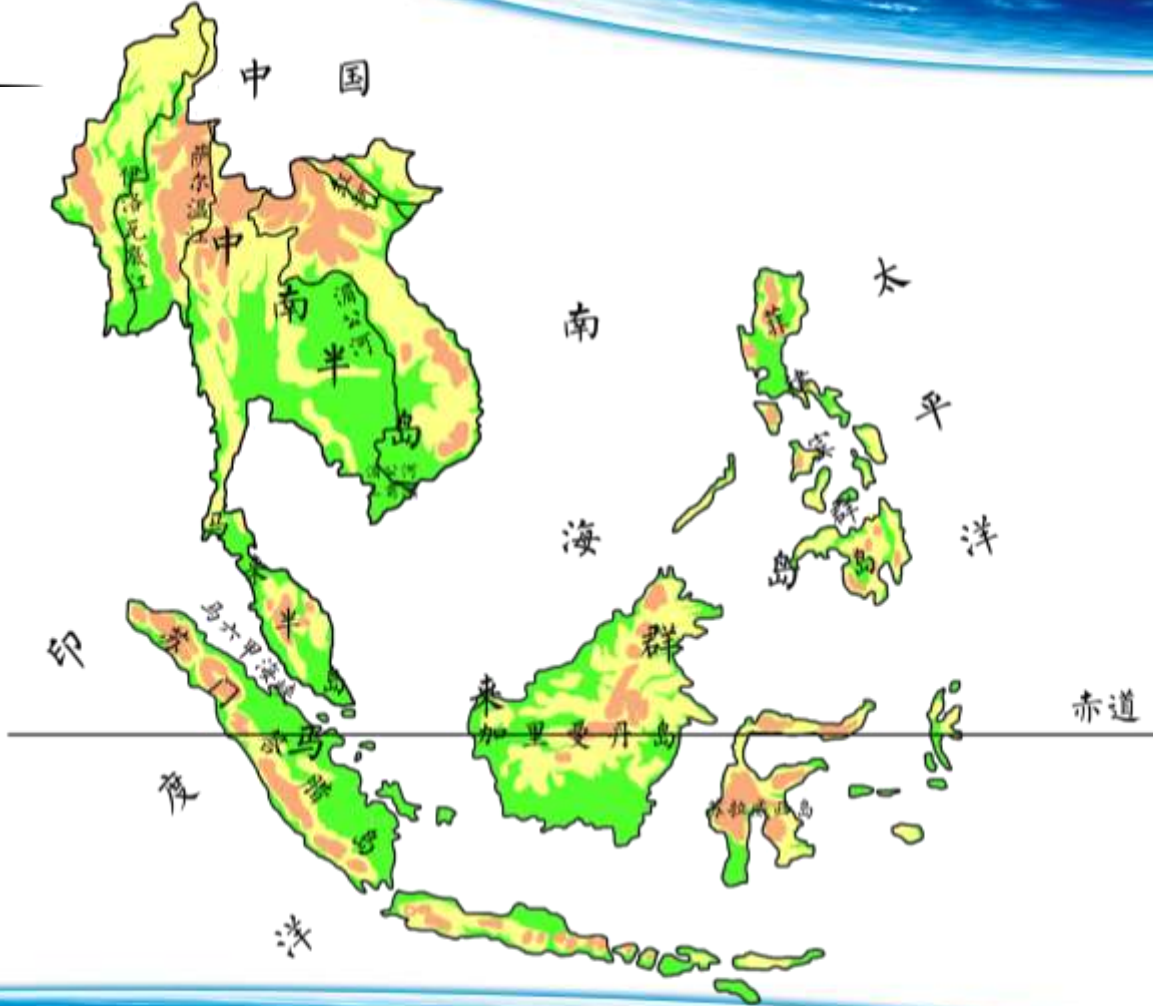 中国
伊洛瓦底江
萨尔温江
中南半岛
湄公河
南海
太平洋
菲律宾群岛
马来群岛
马来半岛
马六甲海峡
苏门答腊岛
加里曼丹岛
苏拉威西岛
赤道
印度洋